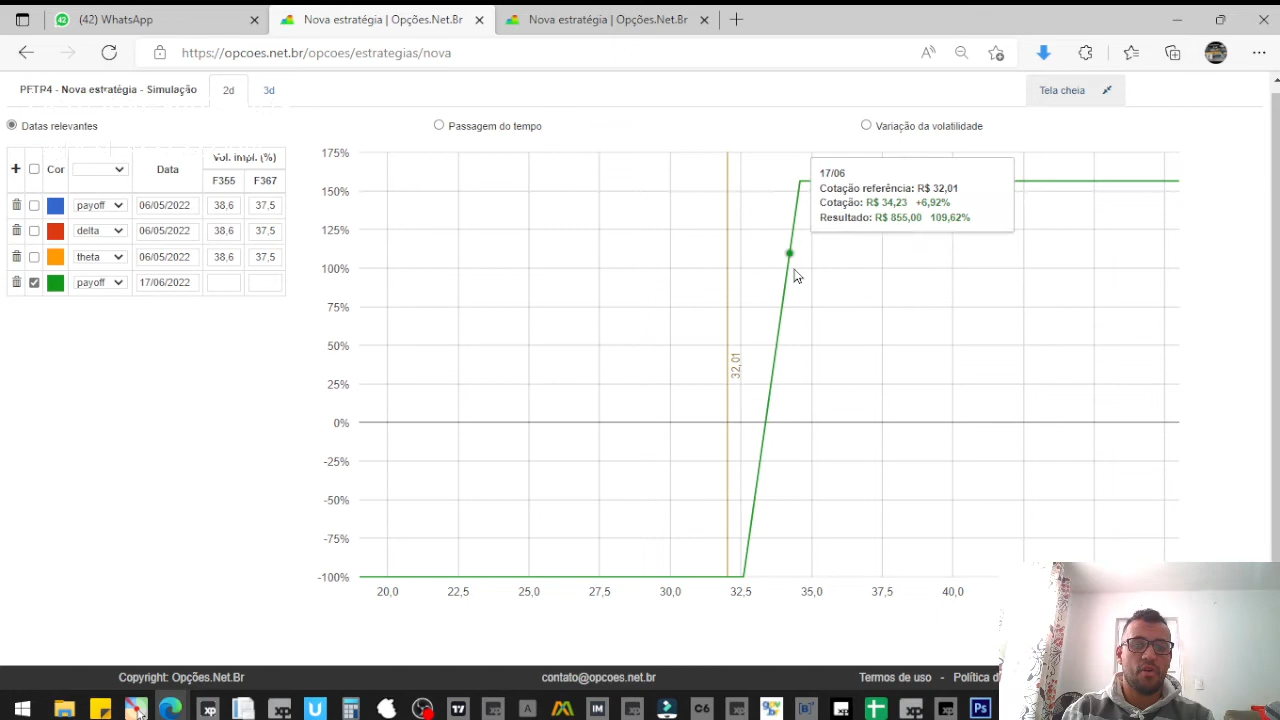 (42) WhatsApp
Nova estratégia | Opções.Net.Br
Nova estratégia | Opções.Net.Br
https://opcoes.net.br/opcoes/estrategias/nova
PETR4 - Nova estratégia - Simulação
2d
3d
Tela cheia
Datas relevantes
Passagem do tempo
Variação da volatilidade
Cor
Data
Vol. impl. (%)
F355
F367
payoff
06/05/2022
38,6
37,5
delta
06/05/2022
38,6
37,5
theta
06/05/2022
38,6
37,5
payoff
17/06/2022
175%
150%
125%
100%
75%
50%
25%
0%
-25%
-50%
-75%
-100%
32,01
17/06
Cotação referência: R$ 32,01
Cotação: R$ 34,23 +6,92%
Resultado: R$ 855,00 109,62%
20,0
22,5
25,0
27,5
30,0
32,5
35,0
37,5
40,0
Copyright: Opções.Net.Br
contato@opcoes.net.br
Termos de uso - Política d